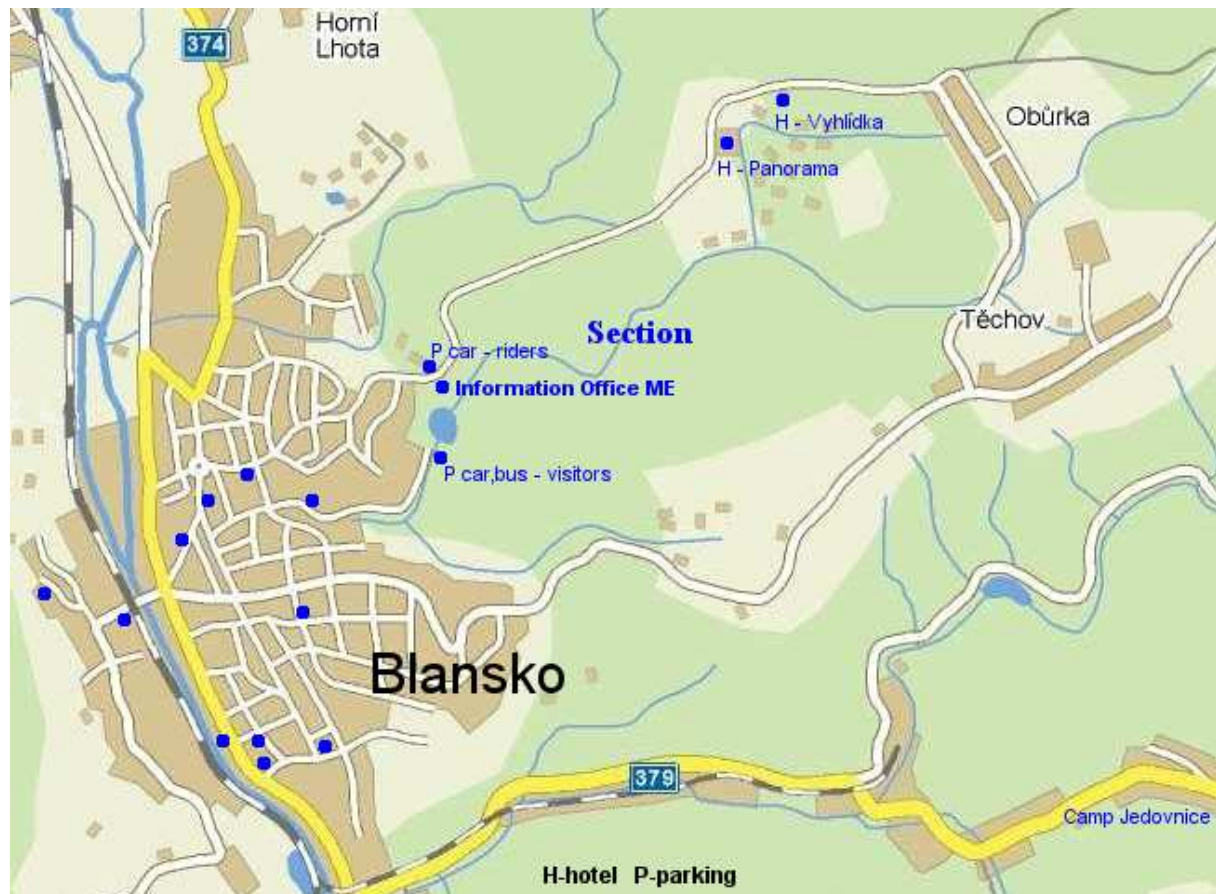 Horní
Lhota
374
H - Vyhlídka
Obůrka
H - Panorama
Těchov
Section
P car - riders
Information Office ME
P car,bus - visitors
Blansko
379
Camp Jedovnice
H-hotel P-parking